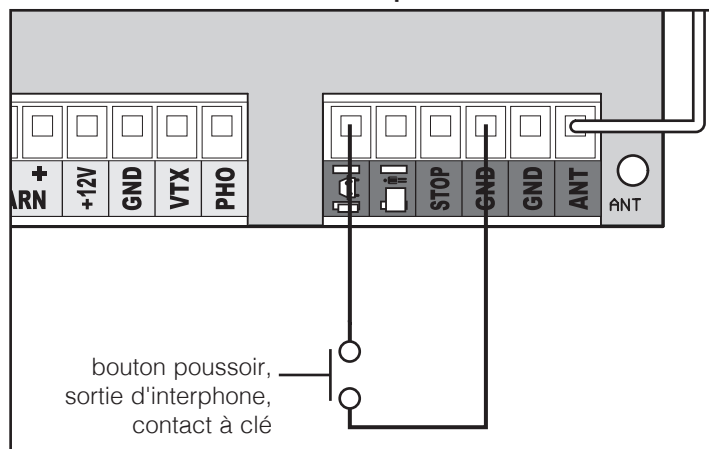 +
ARN
+12V
GND
VTX
PHO
STOP
GND
GND
ANT
ANT
bouton poussoir,
sortie d'interphone,
contact à clé